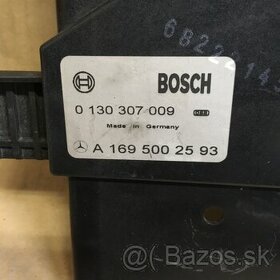 BOSCH
0 130 307 009
Made in Germany
A 169 500 25 93
bazos.sk